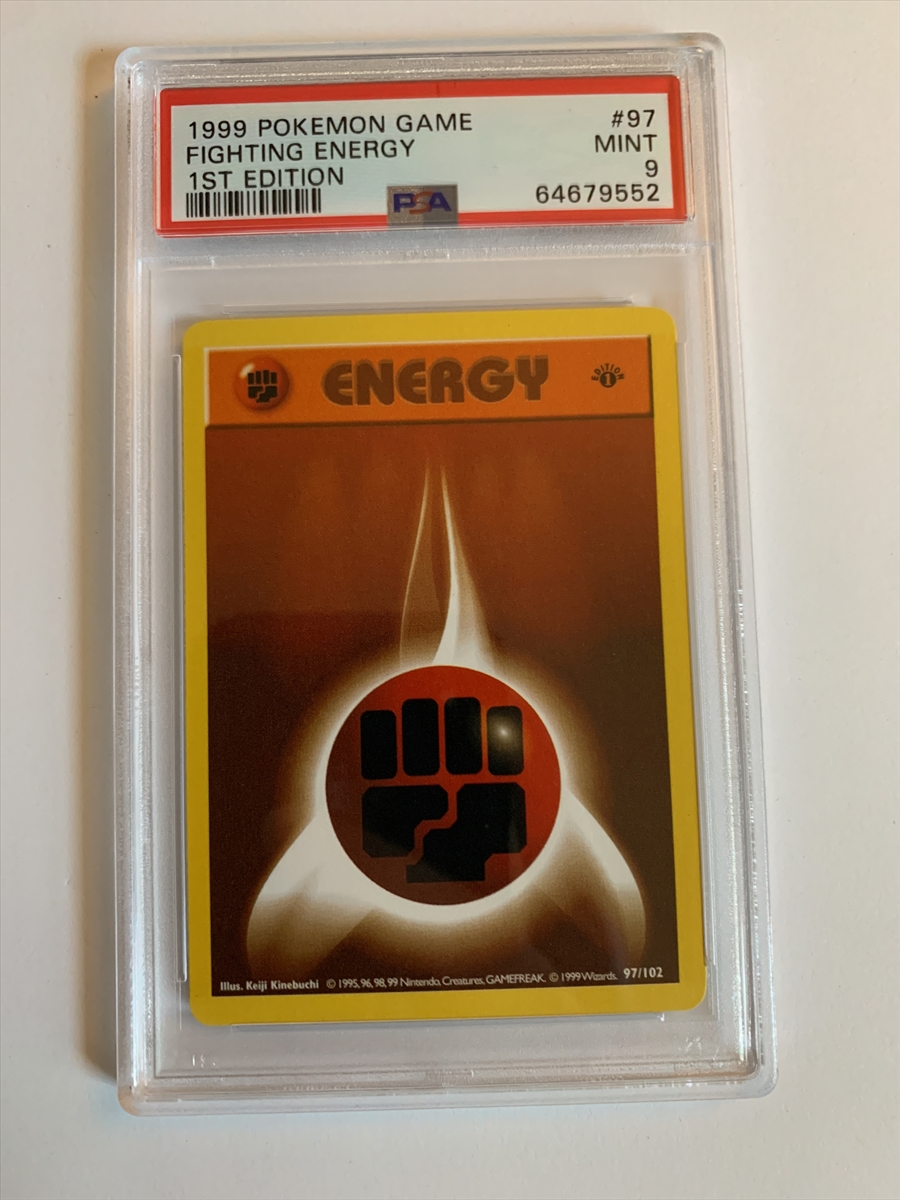 1999 POKEMON GAME #97
FIGHTING ENERGY MINT
1ST EDITION 9
PSA 64679552
ENERGY
EDITION
1
Illus. Keiji Kinebuchi © 1995, 96, 98, 99 Nintendo, Creatures, GAMEFREAK. © 1999 Wizards. 97/102